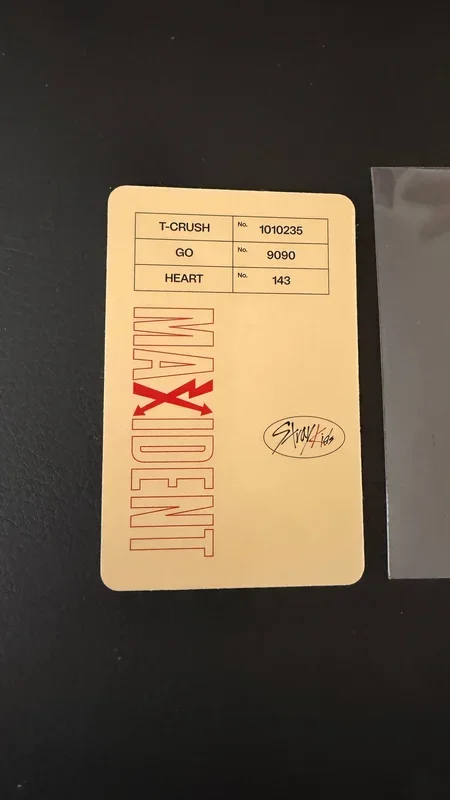 T-CRUSH No. 1010235
GO No. 9090
HEART No. 143
MAXIDENT
Stray Kids